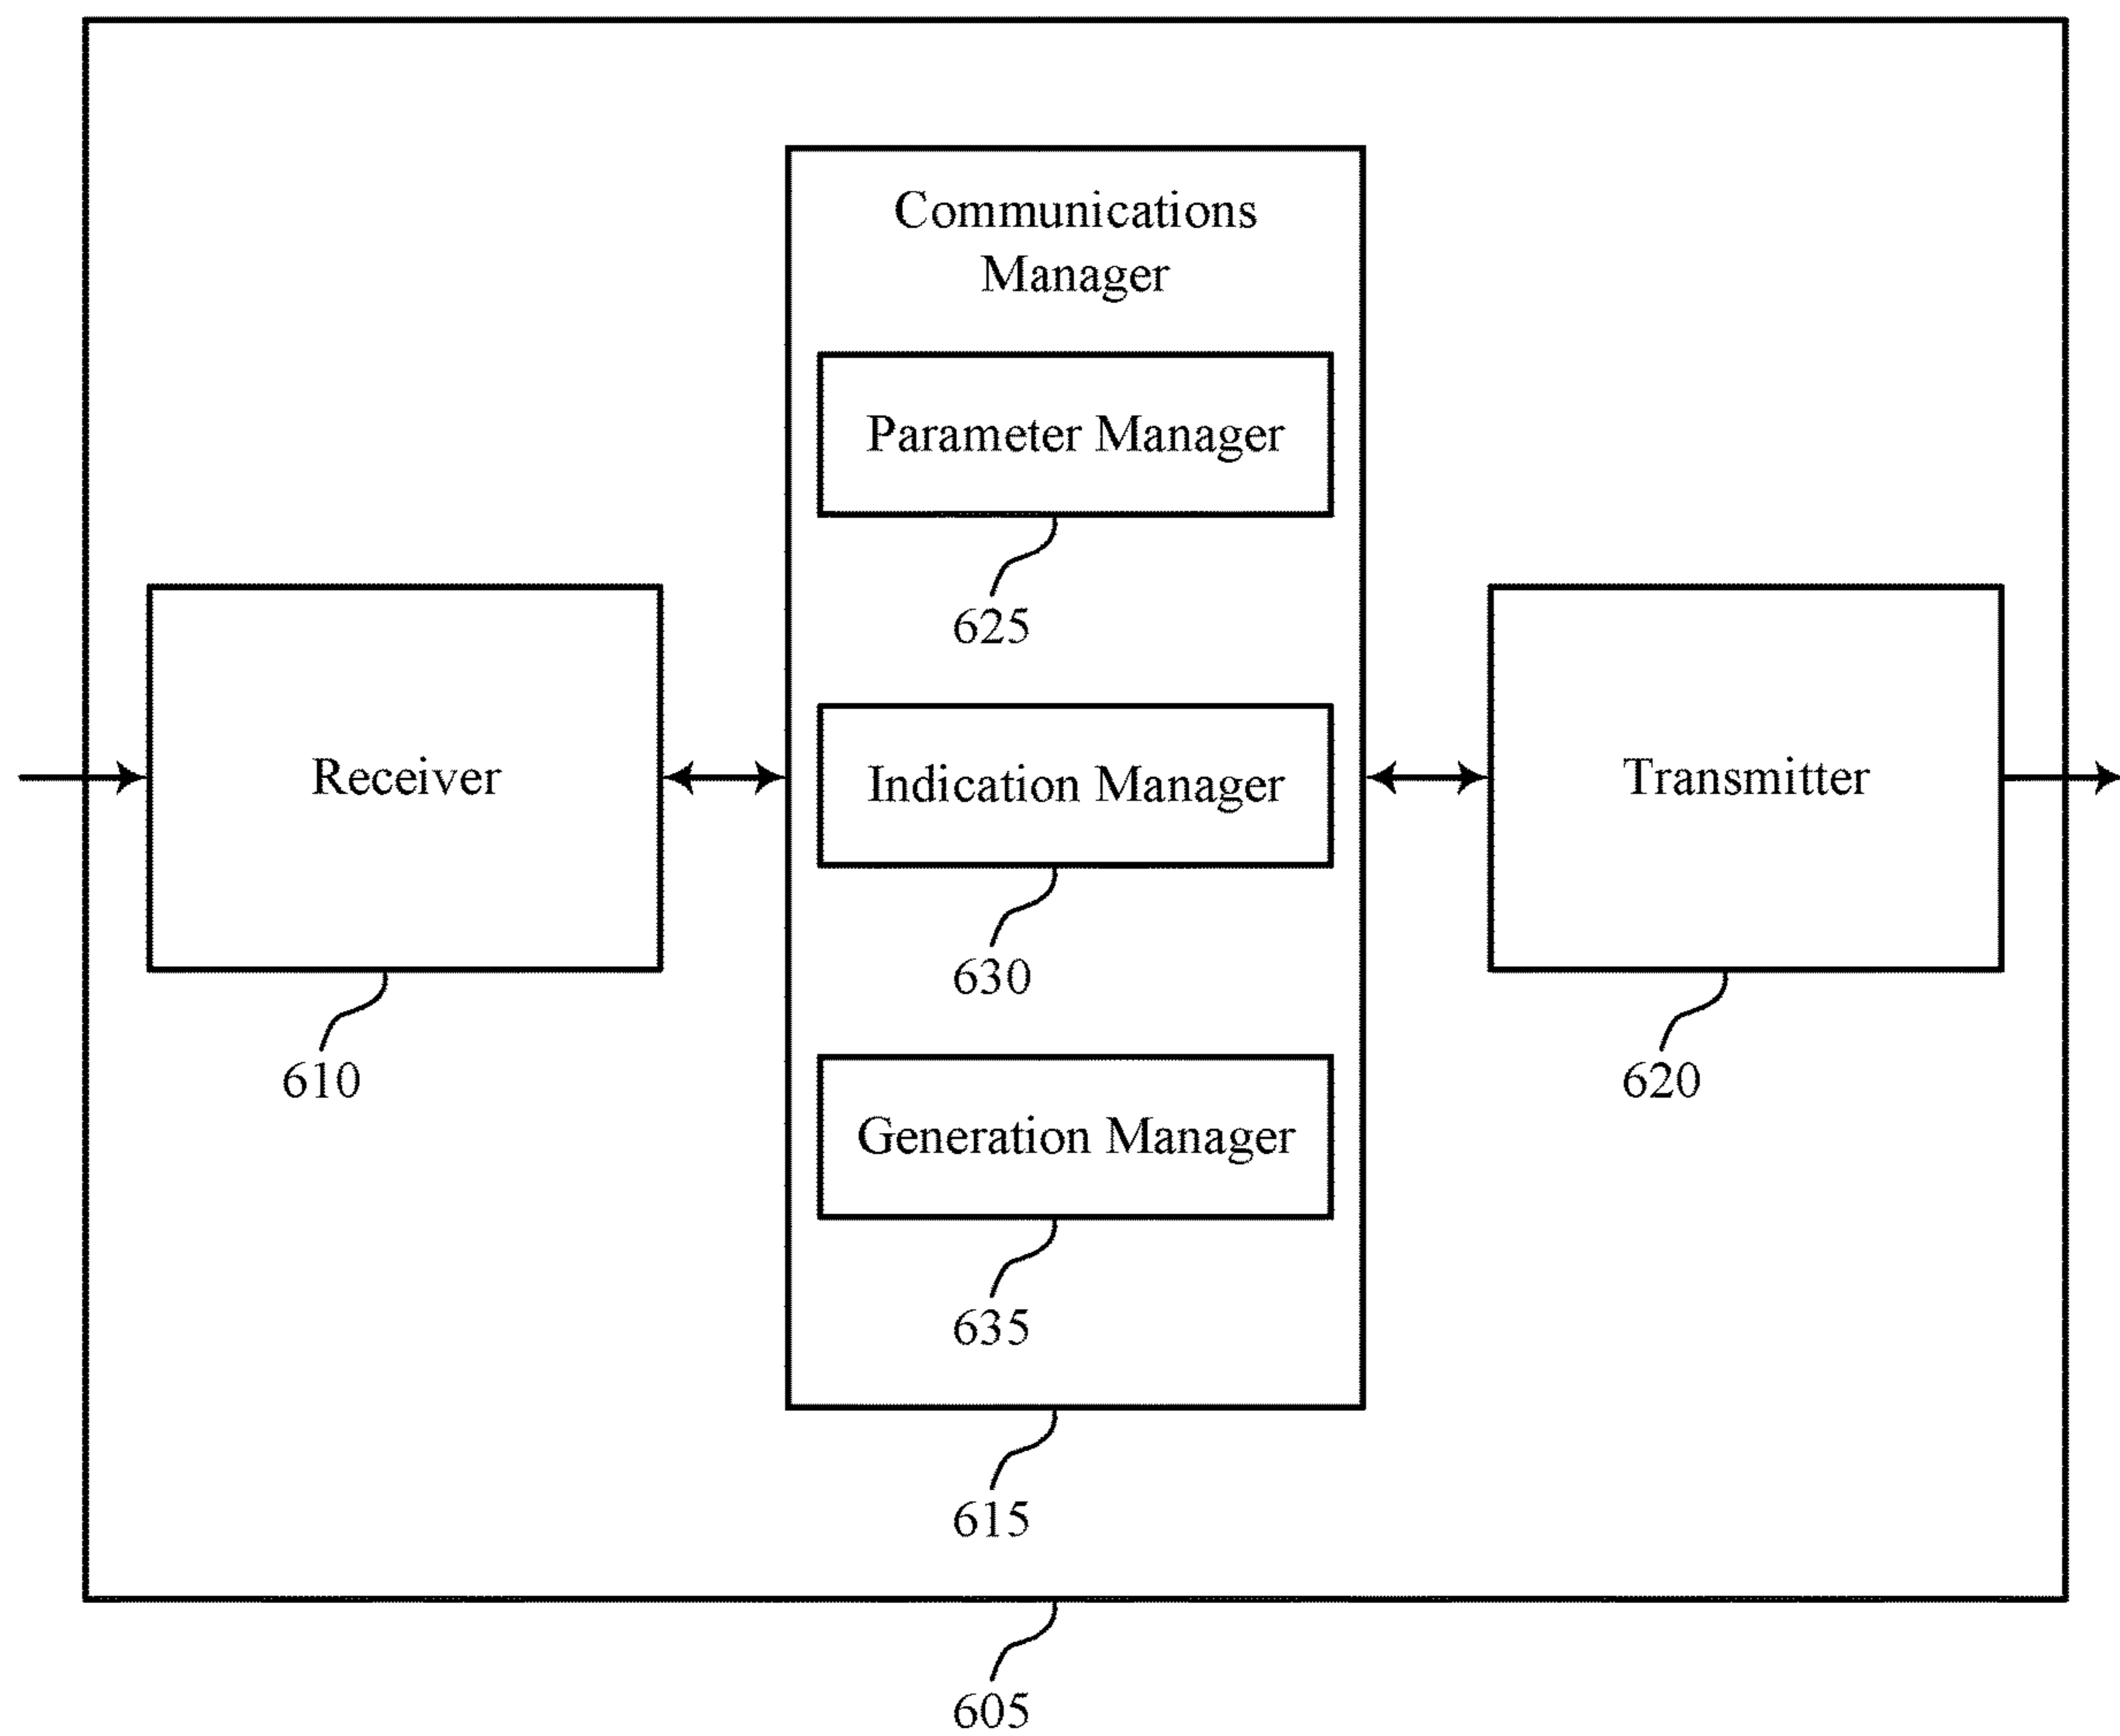 Communications
Manager
Parameter Manager
625
Receiver
Indication Manager
Transmitter
630
610
620
Generation Manager
635
615
605